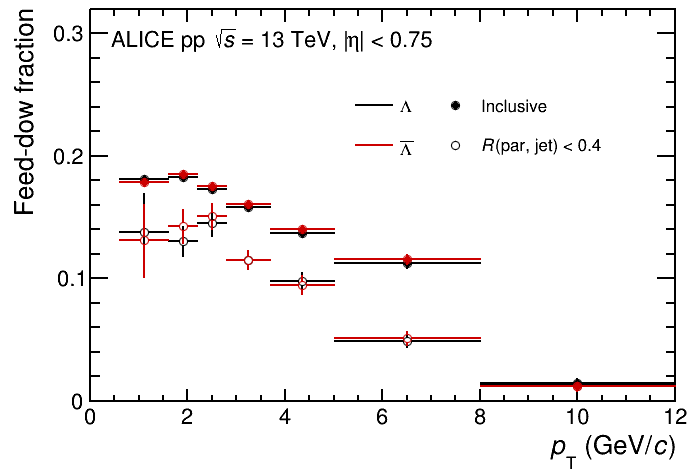 0.3
ALICE pp √s = 13 TeV, |η| < 0.75
Feed-dow fraction
Λ
Inclusive
Λ̅
R(par, jet) < 0.4
0.2
0.1
0
0 2 4 6 8 10 12
p_T (GeV/c)